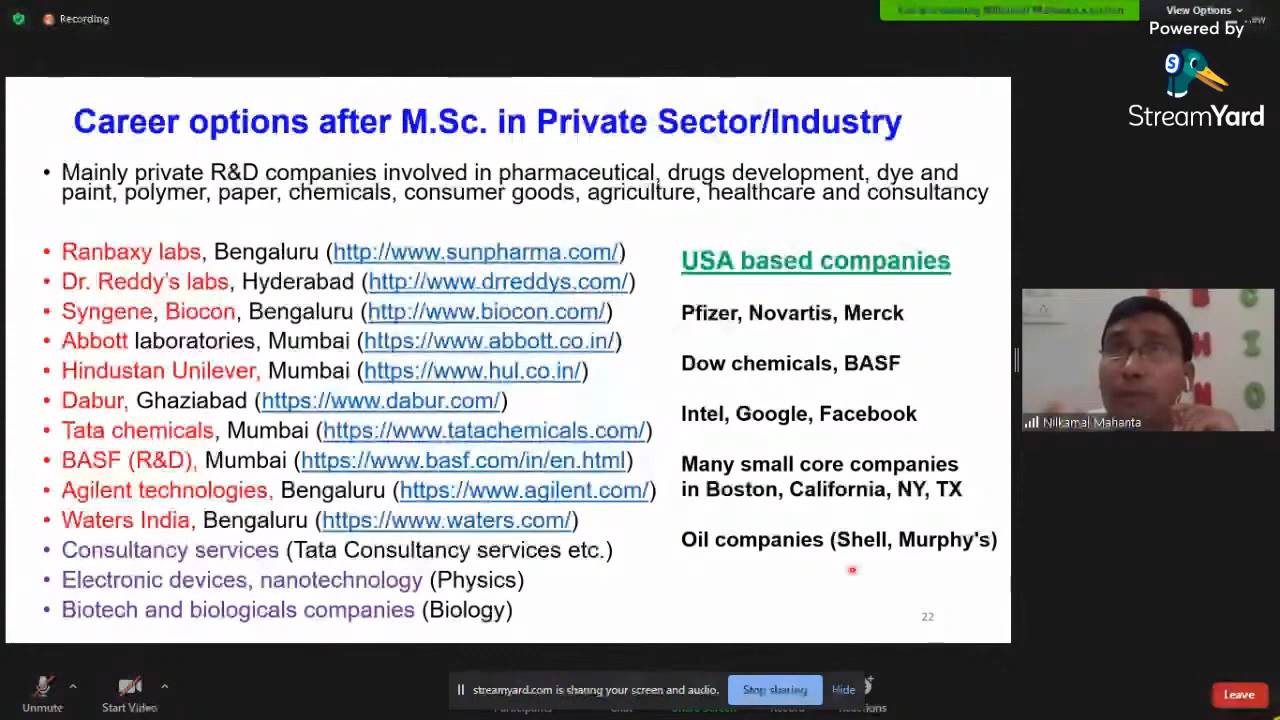 Recording
View Options
Powered by
StreamYard
Career options after M.Sc. in Private Sector/Industry
• Mainly private R&D companies involved in pharmaceutical, drugs development, dye and
paint, polymer, paper, chemicals, consumer goods, agriculture, healthcare and consultancy
• Ranbaxy labs, Bengaluru (http://www.sunpharma.com/)
• Dr. Reddy's labs, Hyderabad (http://www.drreddys.com/)
• Syngene, Biocon, Bengaluru (http://www.biocon.com/)
• Abbott laboratories, Mumbai (https://www.abbott.co.in/)
• Hindustan Unilever, Mumbai (https://www.hul.co.in/)
• Dabur, Ghaziabad (https://www.dabur.com/)
• Tata chemicals, Mumbai (https://www.tatachemicals.com/)
• BASF (R&D), Mumbai (https://www.basf.com/in/en.html)
• Agilent technologies, Bengaluru (https://www.agilent.com/)
• Waters India, Bengaluru (https://www.waters.com/)
• Consultancy services (Tata Consultancy services etc.)
• Electronic devices, nanotechnology (Physics)
• Biotech and biologicals companies (Biology)
USA based companies
Pfizer, Novartis, Merck
Dow chemicals, BASF
Intel, Google, Facebook
Many small core companies
in Boston, California, NY, TX
Oil companies (Shell, Murphy's)
22
Nilkamal Mahanta
streamyard.com is sharing your screen and audio.
Stop sharing
Hide
Unmute
Start Video
Leave